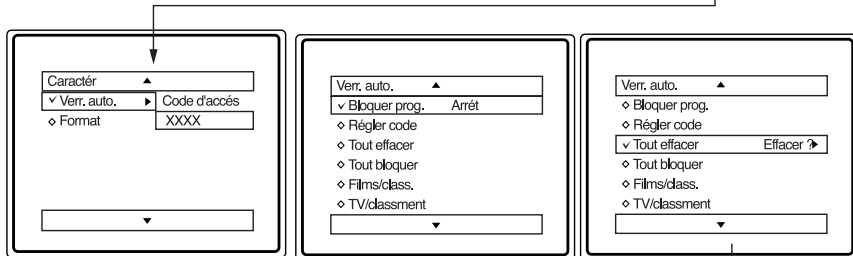 Caractér ▲
✓ Verr. auto. ▶ Code d'accés
◇ Format XXXX
▼
Verr. auto. ▲
✓ Bloquer prog. Arrét
◇ Régler code
◇ Tout effacer
◇ Tout bloquer
◇ Films/class.
◇ TV/classment
▼
Verr. auto. ▲
◇ Bloquer prog.
◇ Régler code
✓ Tout effacer Effacer ?▶
◇ Tout bloquer
◇ Films/class.
◇ TV/classment
▼